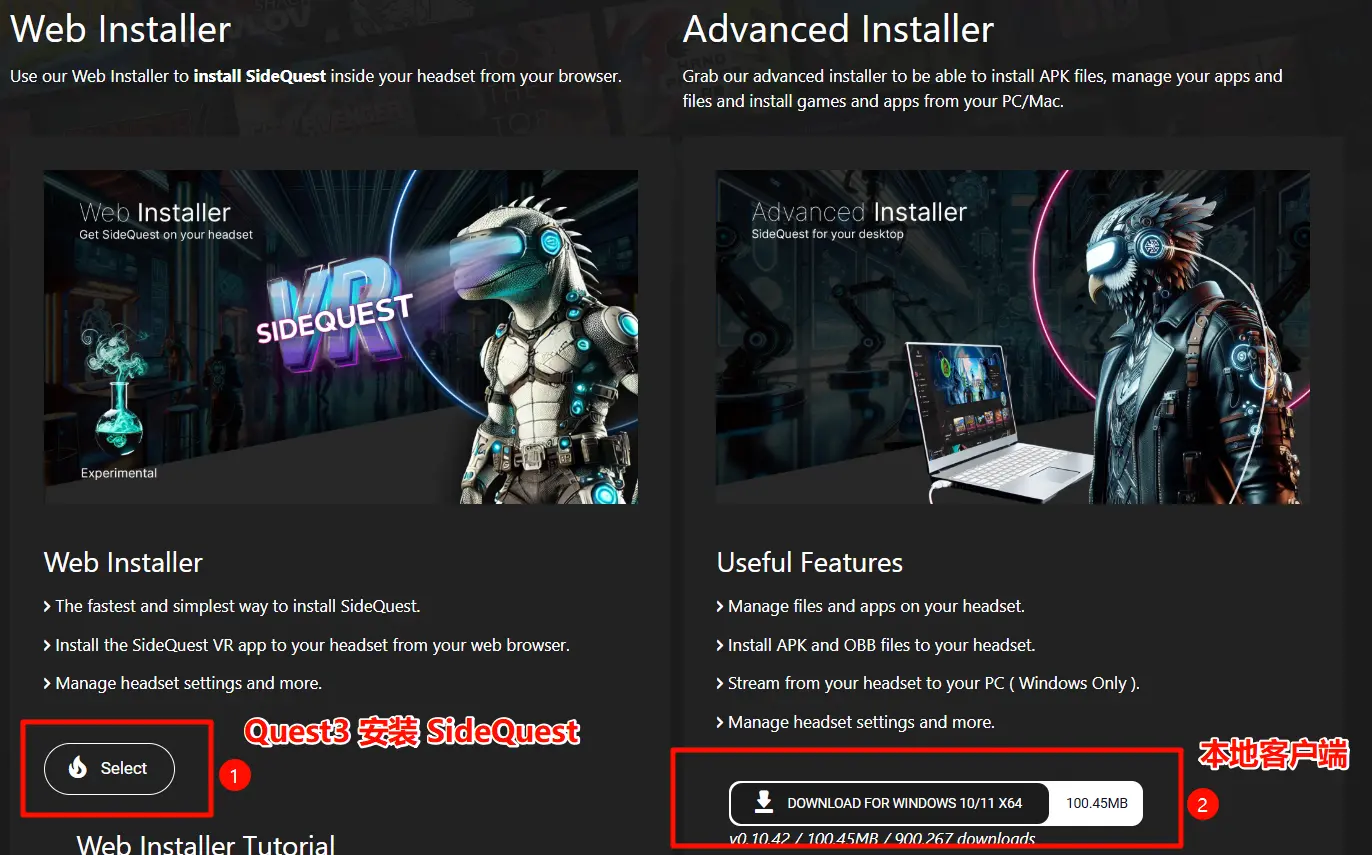 Web Installer
Use our Web Installer to install SideQuest inside your headset from your browser.
Web Installer
Get SideQuest on your headset
VR
SIDEQUEST
Experimental
Web Installer
The fastest and simplest way to install SideQuest.
Install the SideQuest VR app to your headset from your web browser.
Manage headset settings and more.
Quest3 安装 SideQuest
Select
1
Web Installer Tutorial
Advanced Installer
Grab our advanced installer to be able to install APK files, manage your apps and
files and install games and apps from your PC/Mac.
Advanced Installer
SideQuest for your desktop
Useful Features
Manage files and apps on your headset.
Install APK and OBB files to your headset.
Stream from your headset to your PC ( Windows Only ).
Manage headset settings and more.
本地客户端
DOWNLOAD FOR WINDOWS 10/11 X64
100.45MB
2
v0.10.42 / 100.45MB / 900,267 downloads